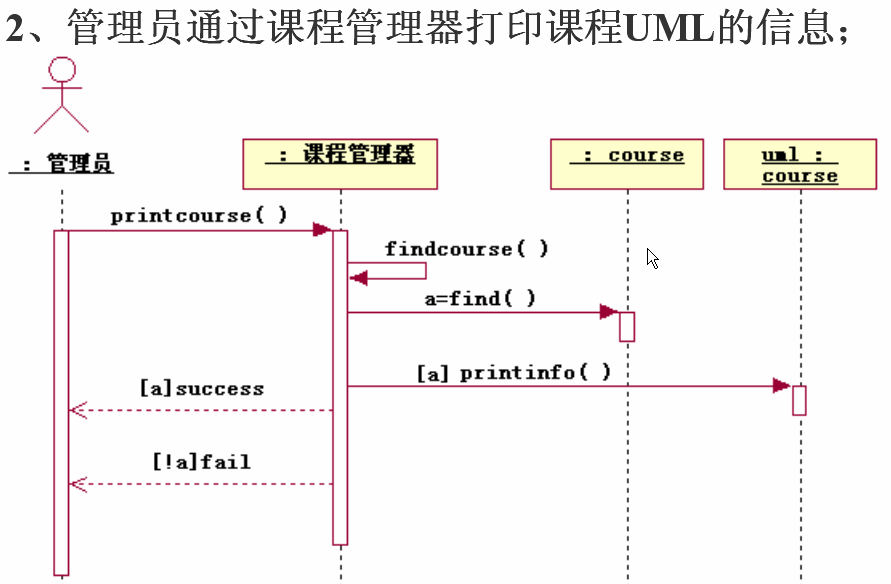 2、管理员通过课程管理器打印课程UML的信息；
: 管理员
: 课程管理器
: course
uml :
course
printcourse( )
findcourse( )
a=find( )
[a] printinfo( )
[a]success
[!a]fail